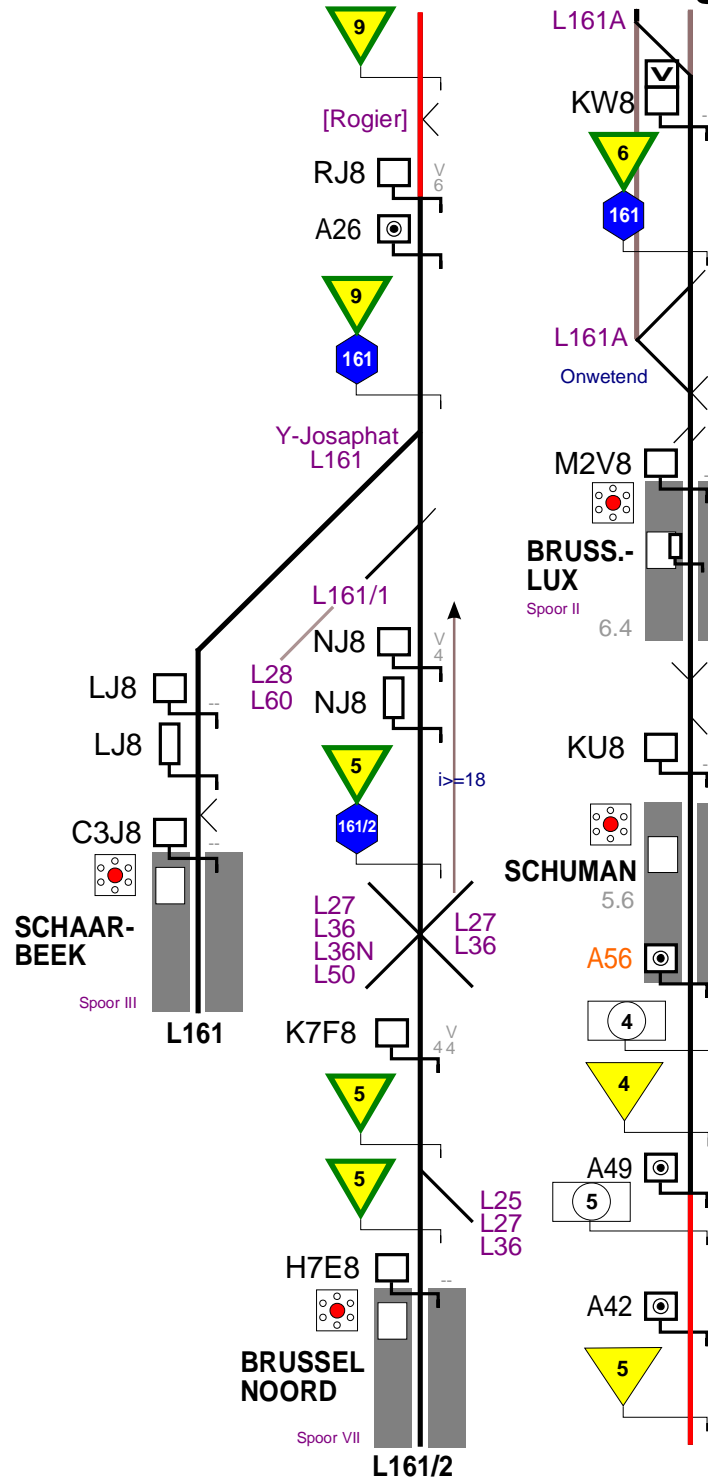 9
[Rogier]
RJ8
V
6
A26
9
161
Y-Josaphat
L161
L161/1
L28
L60
NJ8
V
4
NJ8
LJ8
--
LJ8
5
i>=18
161/2
C3J8
--
SCHAAR-
BEEK
Spoor III
L161
L27
L36
L36N
L50
L27
L36
K7F8
V
4 4
5
5
L25
L27
L36
H7E8
--
BRUSSEL
NOORD
Spoor VII
L161/2
L161A
V
KW8
6
161
L161A
Onwetend
M2V8
BRUSS.-
LUX
Spoor II
6.4
KU8
SCHUMAN
5.6
A56
4
4
A49
5
A42
5